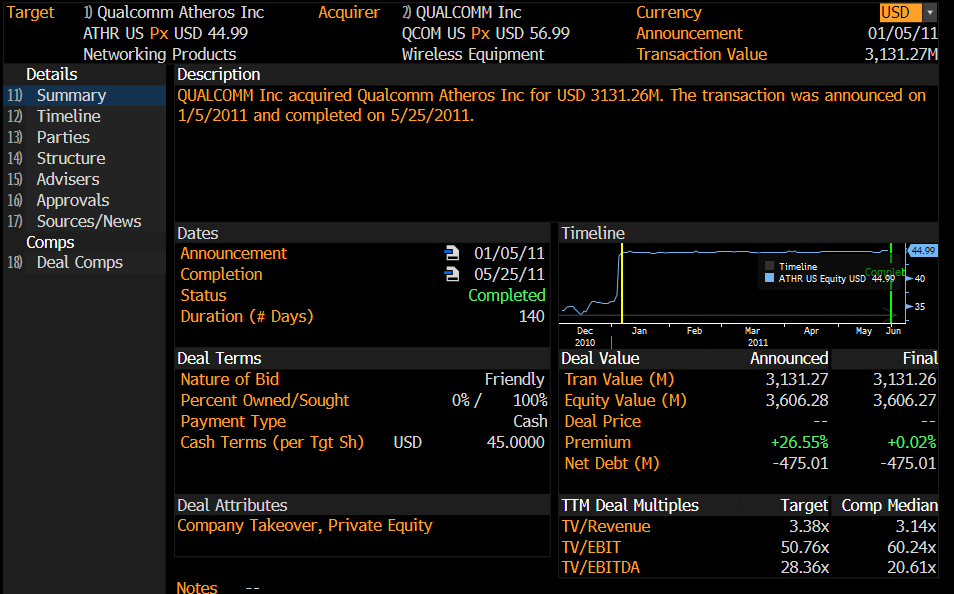 Target 1) Qualcomm Atheros Inc Acquirer 2) QUALCOMM Inc Currency USD
ATHR US Px USD 44.99 QCOM US Px USD 56.99 Announcement 01/05/11
Networking Products Wireless Equipment Transaction Value 3,131.27M
Details
11) Summary
12) Timeline
13) Parties
14) Structure
15) Advisers
16) Approvals
17) Sources/News
Comps
18) Deal Comps
Description
QUALCOMM Inc acquired Qualcomm Atheros Inc for USD 3131.26M. The transaction was announced on
1/5/2011 and completed on 5/25/2011.
Dates
Announcement 01/05/11
Completion 05/25/11
Status Completed
Duration (# Days) 140
Timeline
44.99
Timeline
Complet
ATHR US Equity USD 44.99
40
35
Dec Jan Feb Mar Apr May Jun
2010 2011
Deal Terms
Nature of Bid Friendly
Percent Owned/Sought 0% / 100%
Payment Type Cash
Cash Terms (per Tgt Sh) USD 45.0000
Deal Value Announced Final
Tran Value (M) 3,131.27 3,131.26
Equity Value (M) 3,606.28 3,606.27
Deal Price -- --
Premium +26.55% +0.02%
Net Debt (M) -475.01 -475.01
Deal Attributes
Company Takeover, Private Equity
TTM Deal Multiples Target Comp Median
TV/Revenue 3.38x 3.14x
TV/EBIT 50.76x 60.24x
TV/EBITDA 28.36x 20.61x
Notes --